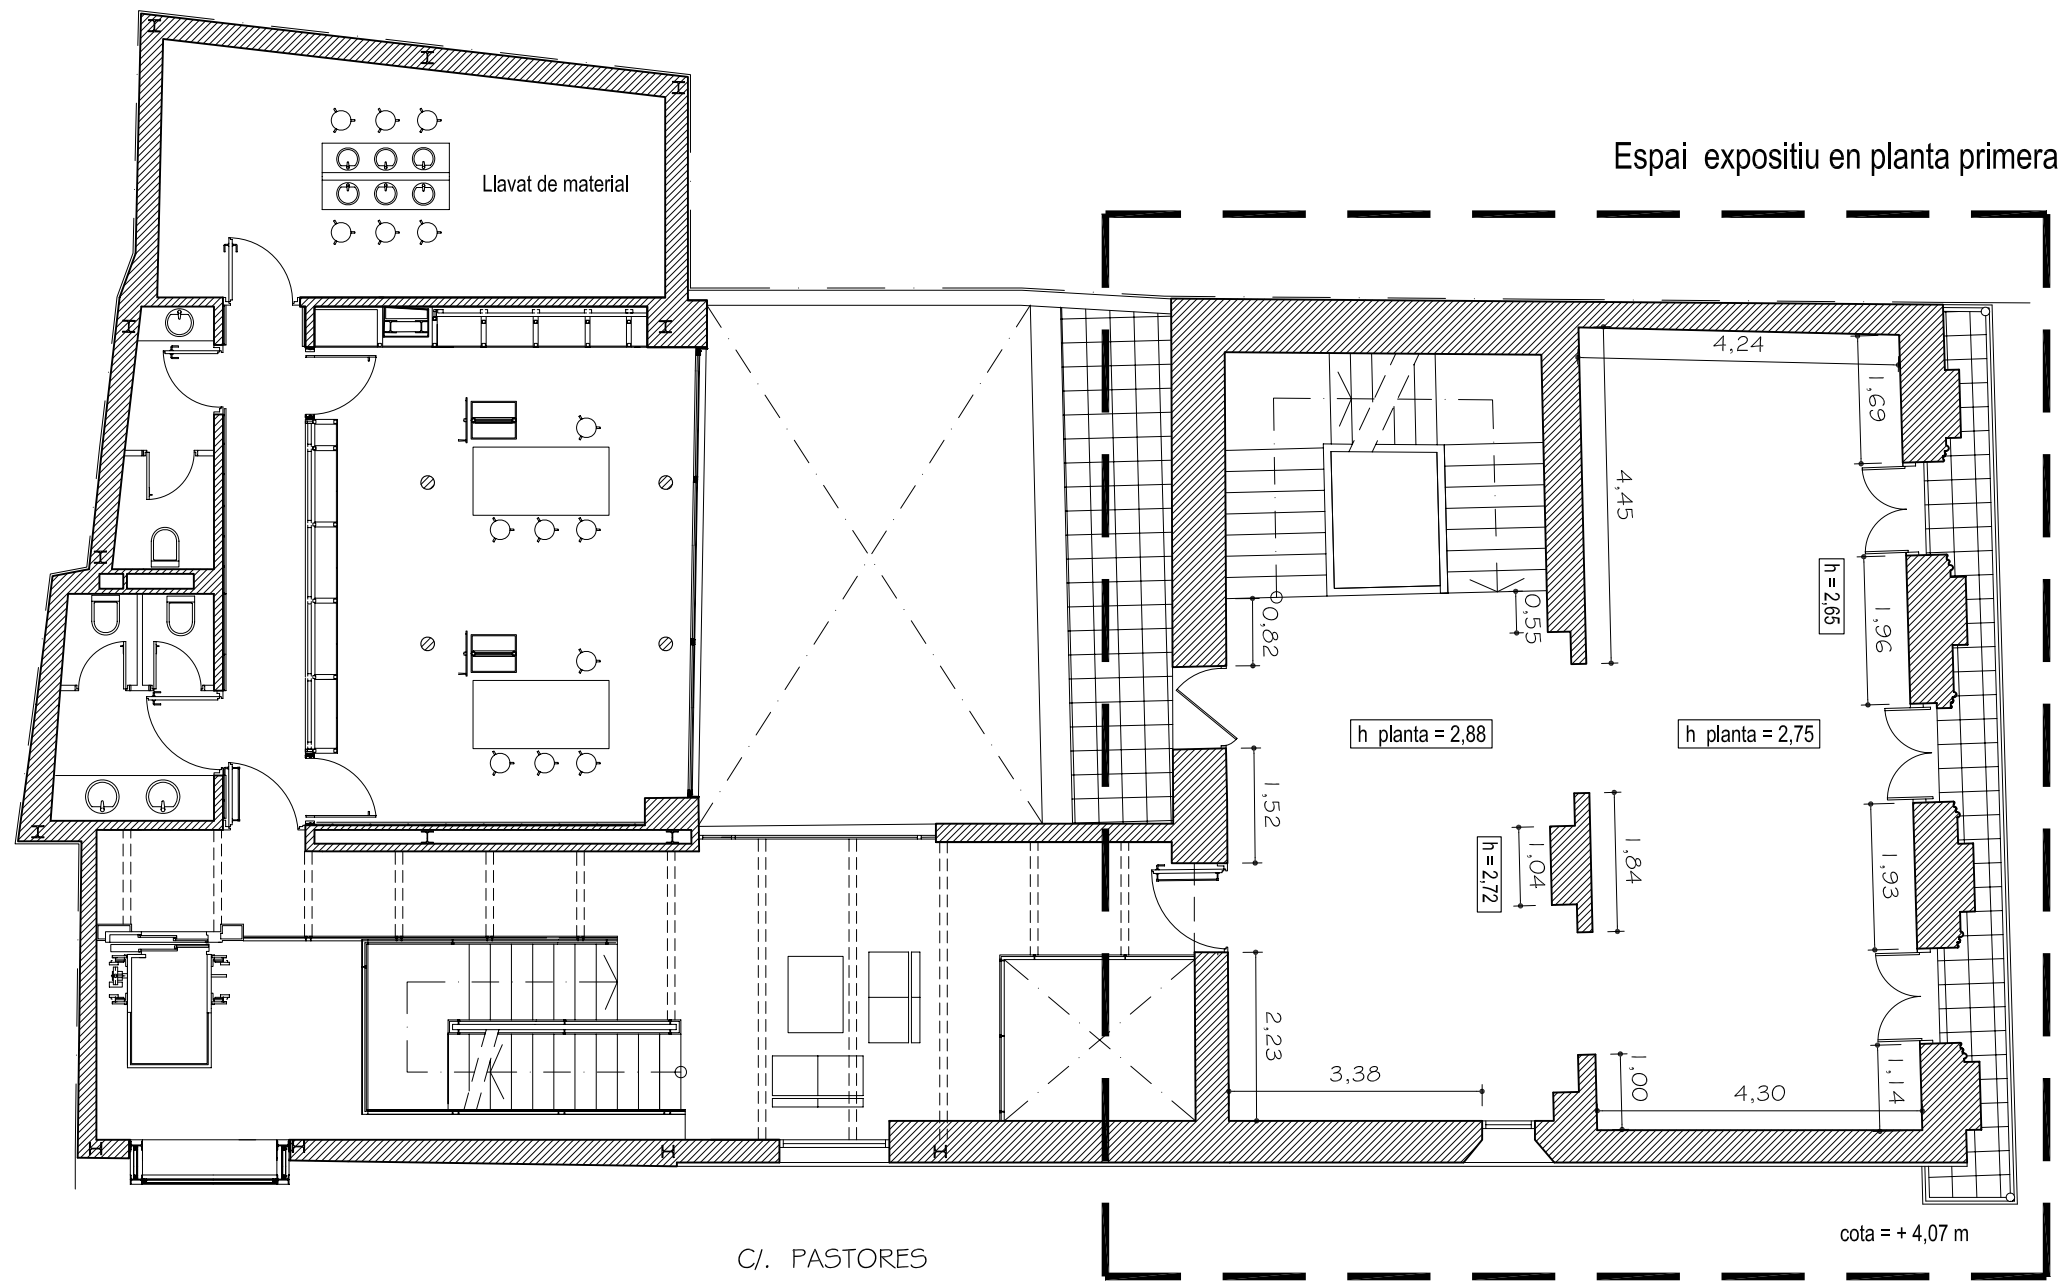 Espai expositiu en planta primera
Llavat de material
4,24
1,69
4,45
h = 2,65
0,55
0,82
1,96
h planta = 2,88
h planta = 2,75
1,52
h = 2,72
1,04
1,84
1,93
2,23
3,38
1,00
4,30
1,14
cota = + 4,07 m
C/. PASTORES